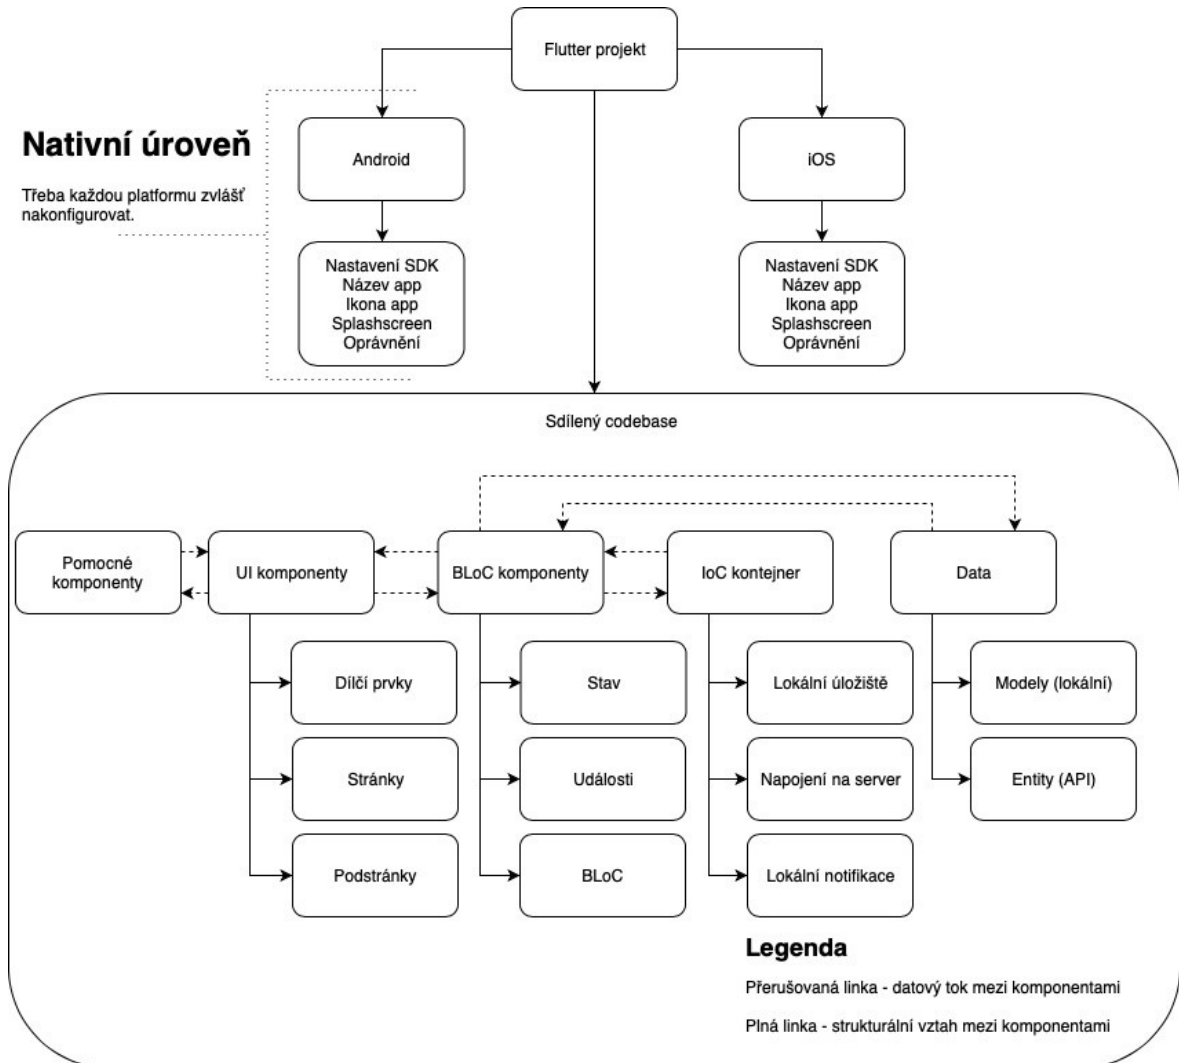 Flutter projekt
Nativní úroveň
Třeba každou platformu zvlášť
nakonfigurovat.
Android
iOS
Nastavení SDK
Název app
Ikona app
Splashscreen
Oprávnění
Nastavení SDK
Název app
Ikona app
Splashscreen
Oprávnění
Sdílený codebase
Pomocné
komponenty
UI komponenty
BLoC komponenty
IoC kontejner
Data
Dílčí prvky
Stav
Lokální úložiště
Modely (lokální)
Stránky
Události
Napojení na server
Entity (API)
Podstránky
BLoC
Lokální notifikace
Legenda
Přerušovaná linka - datový tok mezi komponentami
Plná linka - strukturální vztah mezi komponentami